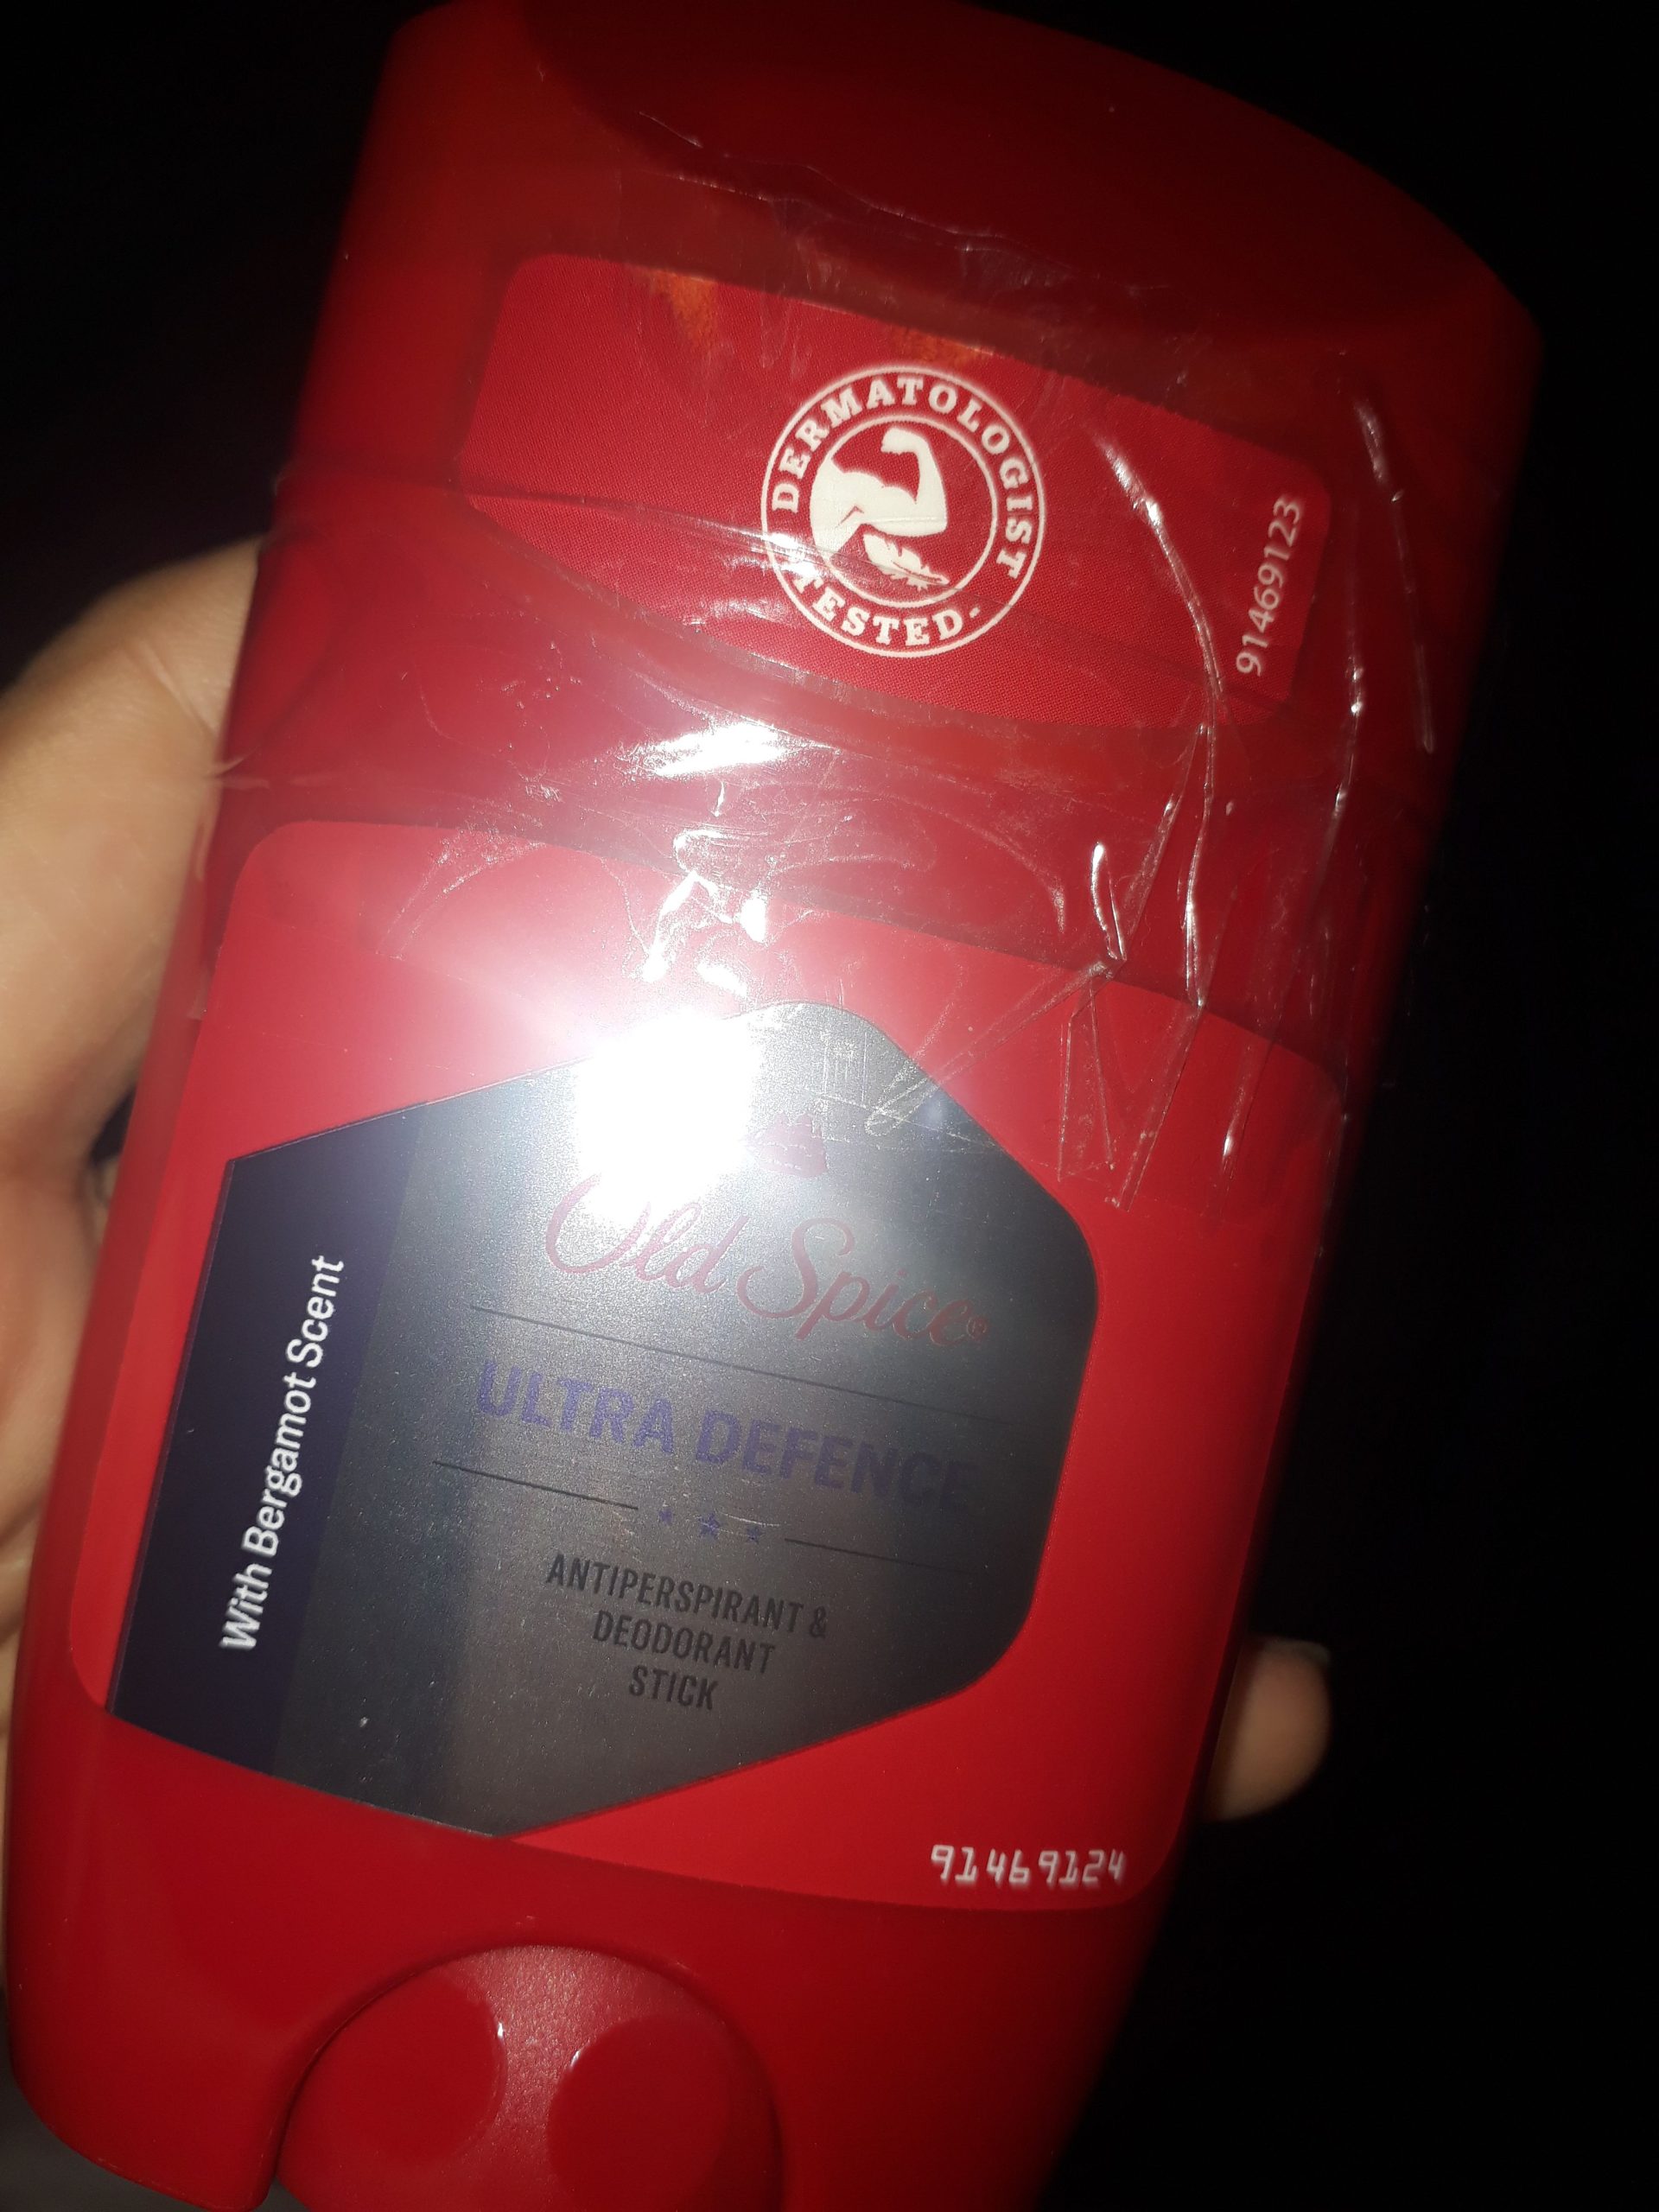 DERMATOLOGIST
TESTED
91469123
Old Spice®
ULTRA DEFENCE
ANTIPERSPIRANT &
DEODORANT
STICK
With Bergamot Scent
91469124